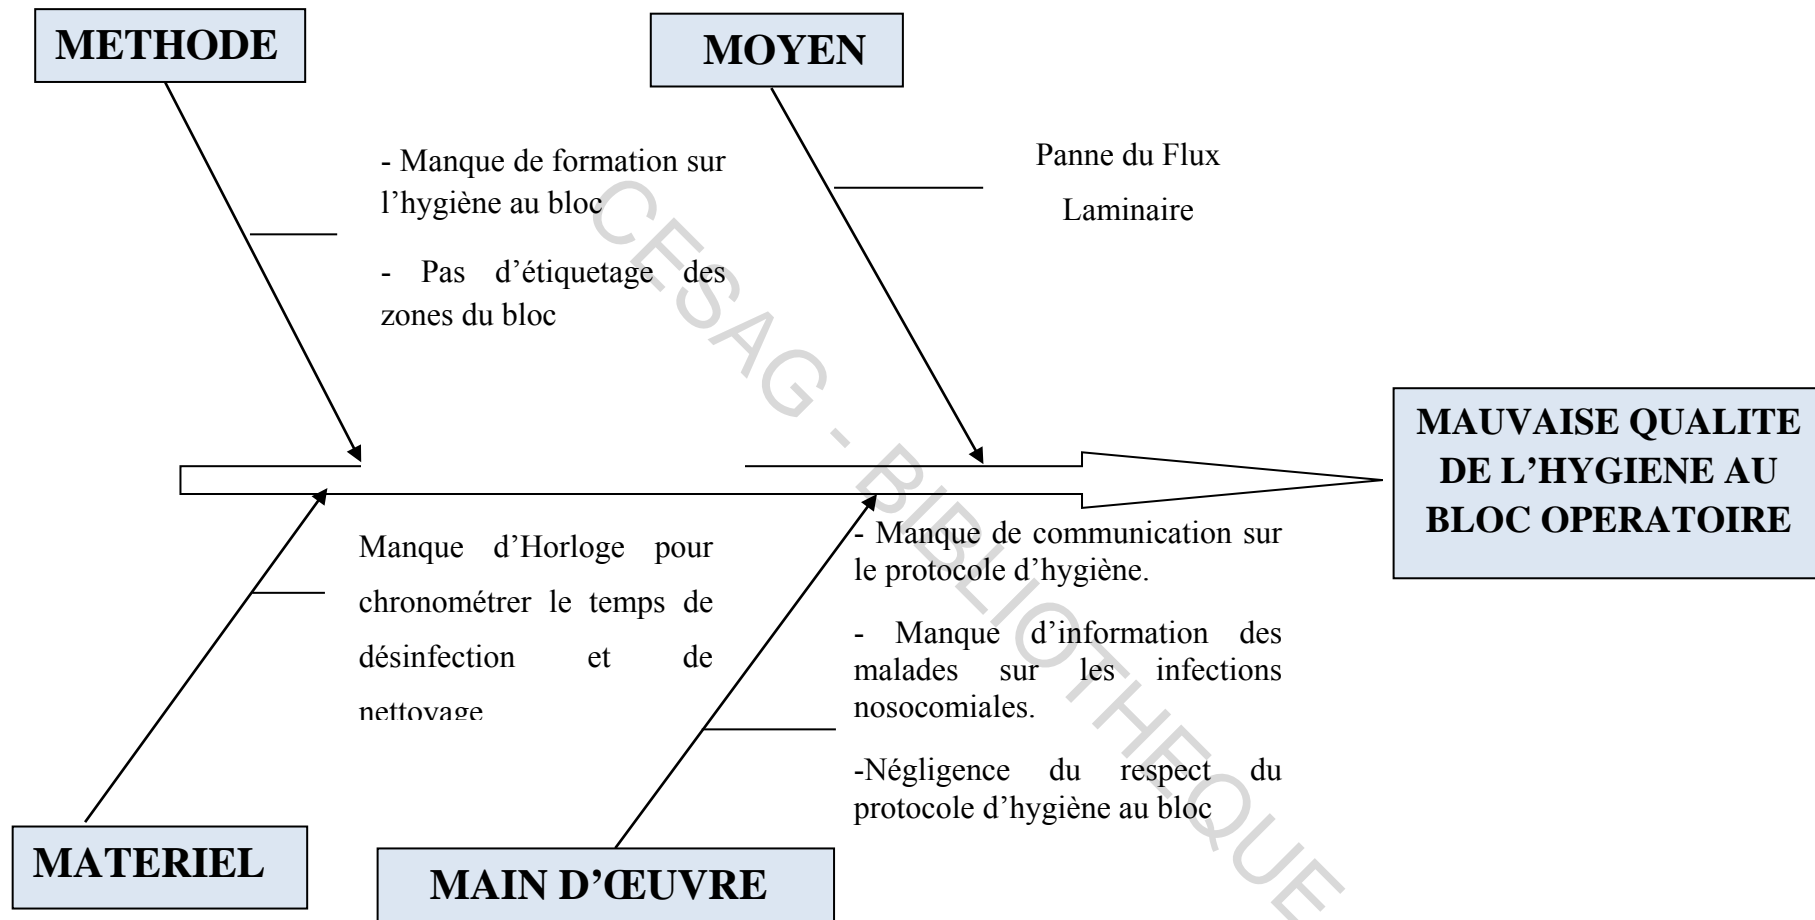 METHODE
MOYEN
- Manque de formation sur
l’hygiène au bloc
- Pas d’étiquetage des
zones du bloc
Panne du Flux
Laminaire
MAUVAISE QUALITE
DE L’HYGIENE AU
BLOC OPERATOIRE
Manque d’Horloge pour
chronométrer le temps de
désinfection et de
nettoyage
- Manque de communication sur
le protocole d’hygiène.
- Manque d’information des
malades sur les infections
nosocomiales.
-Négligence du respect du
protocole d’hygiène au bloc
MATERIEL
MAIN D’ŒUVRE
CESAG - BIBLIOTHEQUE